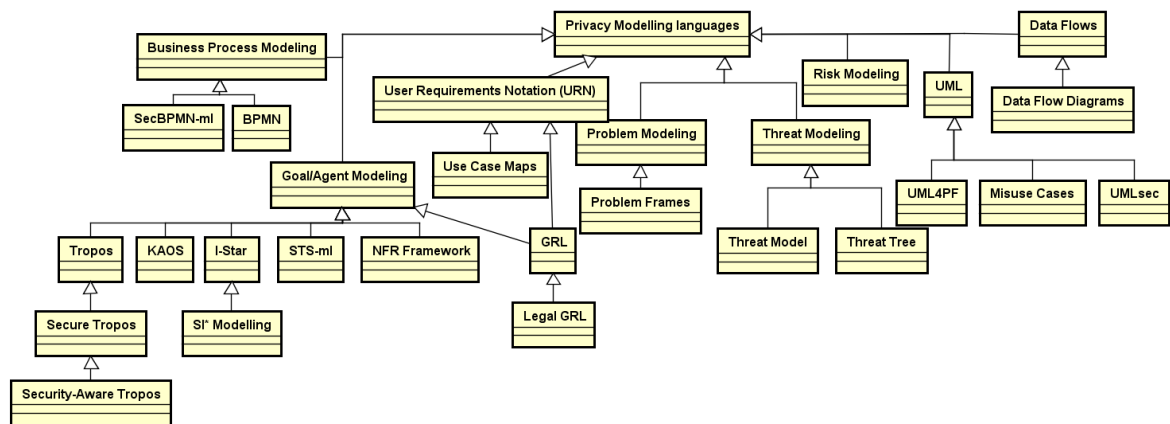 Privacy Modelling languages
Data Flows
Business Process Modeling
Risk Modeling
UML
User Requirements Notation (URN)
Data Flow Diagrams
SecBPMN-ml
BPMN
Problem Modeling
Threat Modeling
Use Case Maps
Goal/Agent Modeling
UML4PF
Misuse Cases
UMLsec
Problem Frames
Tropos
KAOS
I-Star
STS-ml
NFR Framework
GRL
Threat Model
Threat Tree
Legal GRL
Secure Tropos
SI* Modelling
Security-Aware Tropos